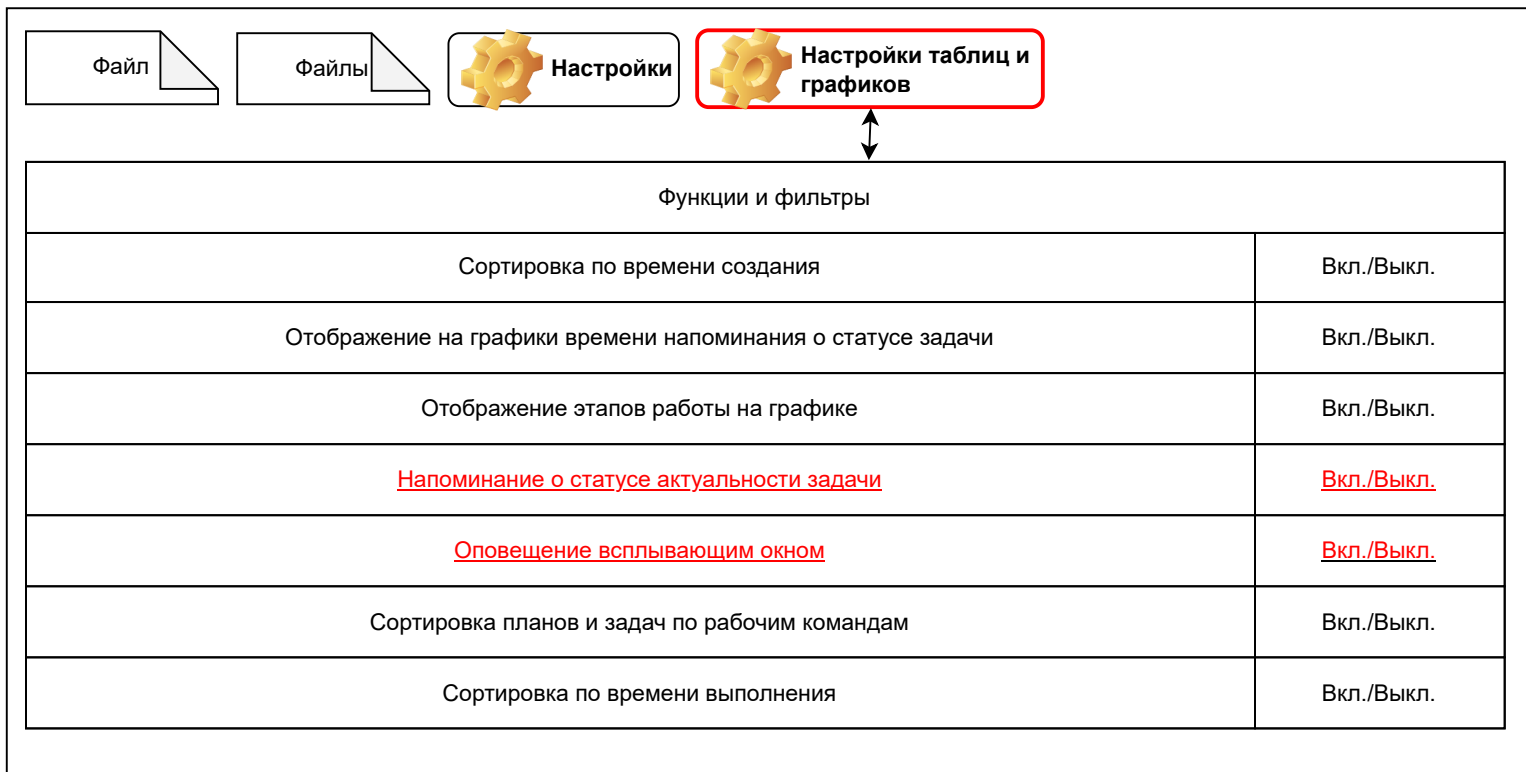 Файл
Файлы
Настройки
Настройки таблиц и
графиков
Функции и фильтры
Сортировка по времени создания
Вкл./Выкл.
Отображение на графики времени напоминания о статусе задачи
Вкл./Выкл.
Отображение этапов работы на графике
Вкл./Выкл.
Напоминание о статусе актуальности задачи
Вкл./Выкл.
Оповещение всплывающим окном
Вкл./Выкл.
Сортировка планов и задач по рабочим командам
Вкл./Выкл.
Сортировка по времени выполнения
Вкл./Выкл.